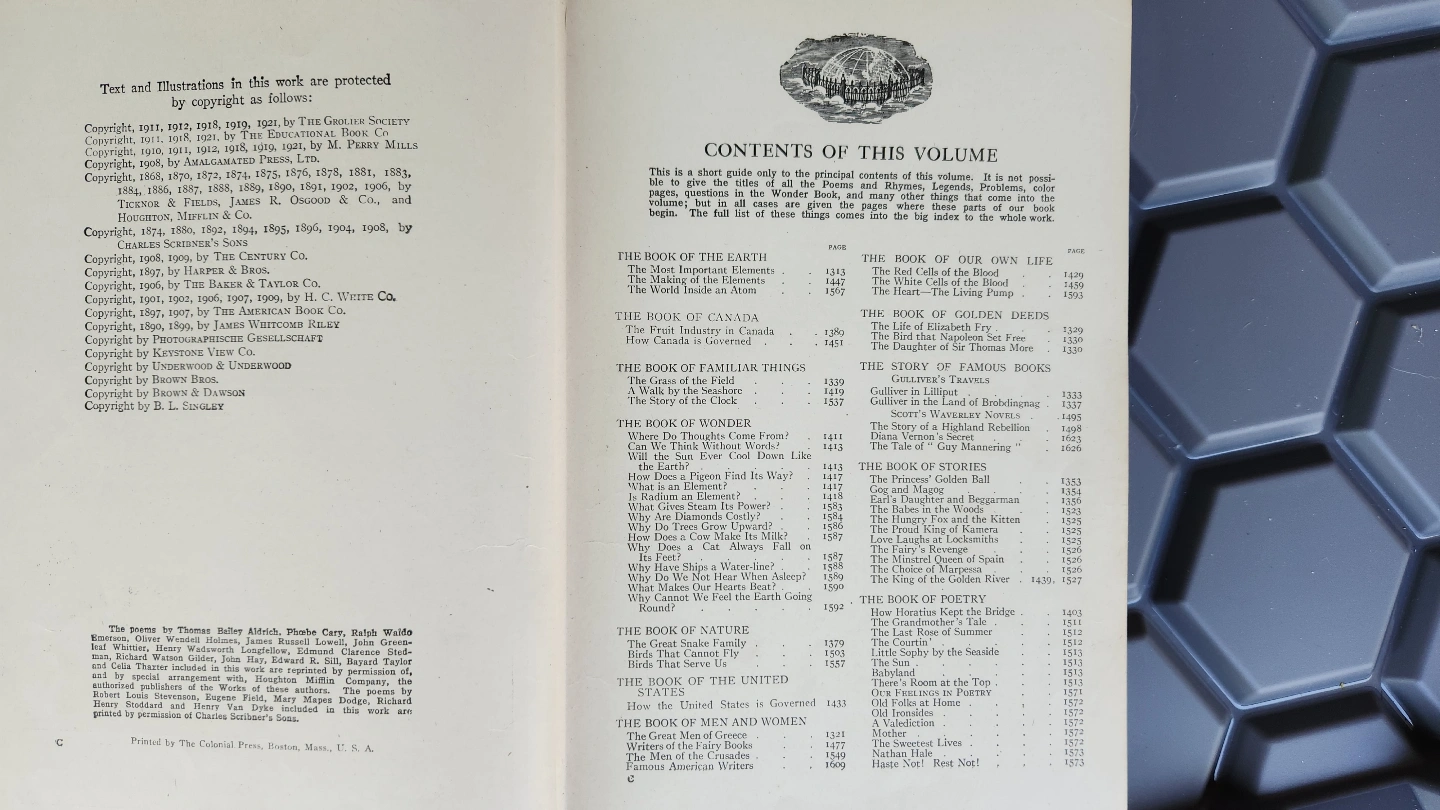 Text and Illustrations in this work are protected
by copyright as follows:
Copyright, 1911, 1912, 1918, 1919, 1921, by THE GROLIER SOCIETY
Copyright, 1911, 1918, 1921, by THE EDUCATIONAL BOOK Co
Copyright, 1910, 1911, 1912, 1918, 1919, 1921, by M. PERRY MILLS
Copyright, 1908, by AMALGAMATED PRESS, LTD.
Copyright, 1868, 1870, 1872, 1874, 1875, 1876, 1878, 1881, 1883,
1884, 1886, 1887, 1888, 1889, 1890, 1891, 1902, 1906, by
TICKNOR & FIELDS, JAMES R. OSGOOD & CO., and
HOUGHTON, MIFFLIN & CO.
Copyright, 1874, 1880, 1892, 1894, 1895, 1896, 1904, 1908, by
CHARLES SCRIBNER'S SONS
Copyright, 1908, 1909, by THE CENTURY CO.
Copyright, 1897, by HARPER & BROS.
Copyright, 1906, by THE BAKER & TAYLOR CO.
Copyright, 1901, 1902, 1906, 1907, 1909, by H. C. WHITE Co.
Copyright, 1897, 1907, by THE AMERICAN BOOK CO.
Copyright, 1890, 1899, by JAMES WHITCOMB RILEY
Copyright by PHOTOGRAPHISCHE GESELLSCHAFT
Copyright by KEYSTONE VIEW CO.
Copyright by UNDERWOOD & UNDERWOOD
Copyright by BROWN BROS.
Copyright by BROWN & DAWSON
Copyright by B. L. SINGLEY
The poems by Thomas Bailey Aldrich, Phœbe Cary, Ralph Waldo
Emerson, Oliver Wendell Holmes, James Russell Lowell, John Green-
leaf Whittier, Henry Wadsworth Longfellow, Edmund Clarence Sted-
man, Richard Watson Gilder, John Hay, Edward R. Sill, Bayard Taylor
and Celia Thaxter included in this work are reprinted by permission of,
and by special arrangement with, Houghton Mifflin Company, the
authorized publishers of the Works of these authors. The poems by
Robert Louis Stevenson, Eugene Field, Mary Mapes Dodge, Richard
Henry Stoddard and Henry Van Dyke included in this work are
printed by permission of Charles Scribner's Sons.
C
Printed by The Colonial Press, Boston, Mass., U. S. A.
CONTENTS OF THIS VOLUME
This is a short guide only to the principal contents of this volume. It is not possi-
ble to give the titles of all the Poems and Rhymes, Legends, Problems, color
pages, questions in the Wonder Book, and many other things that come into the
volume; but in all cases are given the pages where these parts of our book
begin. The full list of these things comes into the big index to the whole work.
PAGE
THE BOOK OF THE EARTH
The Most Important Elements . . 1313
The Making of the Elements . . 1447
The World Inside an Atom . . 1567
THE BOOK OF CANADA
The Fruit Industry in Canada . . 1389
How Canada is Governed . . . 1451
THE BOOK OF FAMILIAR THINGS
The Grass of the Field . . . 1339
A Walk by the Seashore . . . 1419
The Story of the Clock . . . 1537
THE BOOK OF WONDER
Where Do Thoughts Come From? . 1411
Can We Think Without Words? . 1413
Will the Sun Ever Cool Down Like
the Earth? . . . . . 1413
How Does a Pigeon Find Its Way? . 1417
What is an Element? . . . 1417
Is Radium an Element? . . . 1418
What Gives Steam Its Power? . . 1583
Why Are Diamonds Costly? . . 1584
Why Do Trees Grow Upward? . . 1586
How Does a Cow Make Its Milk? . 1587
Why Does a Cat Always Fall on
Its Feet? . . . . . 1587
Why Have Ships a Water-line? . . 1588
Why Do We Not Hear When Asleep? 1589
What Makes Our Hearts Beat? . . 1590
Why Cannot We Feel the Earth Going
Round? . . . . . 1592
THE BOOK OF NATURE
The Great Snake Family . . . 1379
Birds That Cannot Fly . . . 1503
Birds That Serve Us . . . 1557
THE BOOK OF THE UNITED
STATES
How the United States is Governed 1433
THE BOOK OF MEN AND WOMEN
The Great Men of Greece . . . 1321
Writers of the Fairy Books . . 1477
The Men of the Crusades . . . 1549
Famous American Writers . . 1609
C
PAGE
THE BOOK OF OUR OWN LIFE
The Red Cells of the Blood . . 1429
The White Cells of the Blood . . 1459
The Heart—The Living Pump . . 1593
THE BOOK OF GOLDEN DEEDS
The Life of Elizabeth Fry . . . 1329
The Bird that Napoleon Set Free . 1330
The Daughter of Sir Thomas More . 1330
THE STORY OF FAMOUS BOOKS
GULLIVER'S TRAVELS
Gulliver in Lilliput . . . . 1333
Gulliver in the Land of Brobdingnag . 1337
SCOTT'S WAVERLEY NOVELS . . 1495
The Story of a Highland Rebellion . 1498
Diana Vernon's Secret . . . 1623
The Tale of " Guy Mannering " . 1626
THE BOOK OF STORIES
The Princess' Golden Ball . . 1353
Gog and Magog . . . . 1354
Earl's Daughter and Beggarman . 1356
The Babes in the Woods . . . 1523
The Hungry Fox and the Kitten . 1525
The Proud King of Kamera . . 1525
Love Laughs at Locksmiths . . 1525
The Fairy's Revenge . . . 1526
The Minstrel Queen of Spain . . 1526
The Choice of Marpessa . . . 1526
The King of the Golden River . 1439, 1527
THE BOOK OF POETRY
How Horatius Kept the Bridge . . 1403
The Grandmother's Tale . . . 1511
The Last Rose of Summer . . 1512
The Courtin' . . . . . 1512
Little Sophy by the Seaside . . 1513
The Sun . . . . . 1513
Babyland . . . . . 1513
There's Room at the Top . . . 1513
OUR FEELINGS IN POETRY . . 1571
Old Folks at Home . . . . 1572
Old Ironsides . . . . . 1572
A Valediction . . . . . 1572
Mother . . . . . 1572
The Sweetest Lives . . . . 1572
Nathan Hale . . . . . 1573
Haste Not! Rest Not! . . . 1573